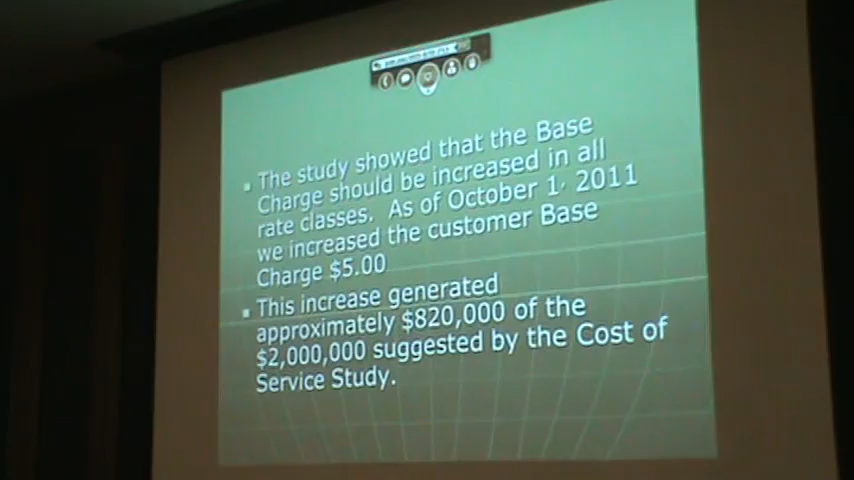 ▪ The study showed that the Base
Charge should be increased in all
rate classes. As of October 1, 2011
we increased the customer Base
Charge $5.00
▪ This increase generated
approximately $820,000 of the
$2,000,000 suggested by the Cost of
Service Study.